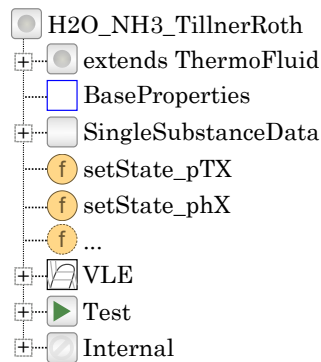 H2O_NH3_TillnerRoth
extends ThermoFluid
BaseProperties
SingleSubstanceData
f setState_pTX
f setState_phX
f ...
VLE
Test
Internal